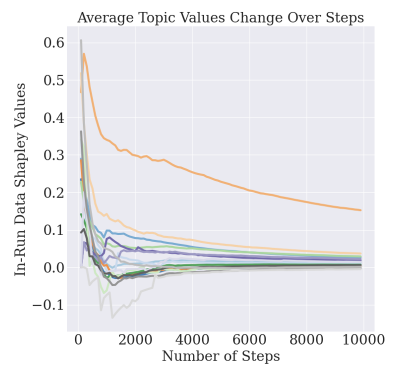 Average Topic Values Change Over Steps
In-Run Data Shapley Values
0.6
0.5
0.4
0.3
0.2
0.1
0.0
−0.1
0 2000 4000 6000 8000 10000
Number of Steps